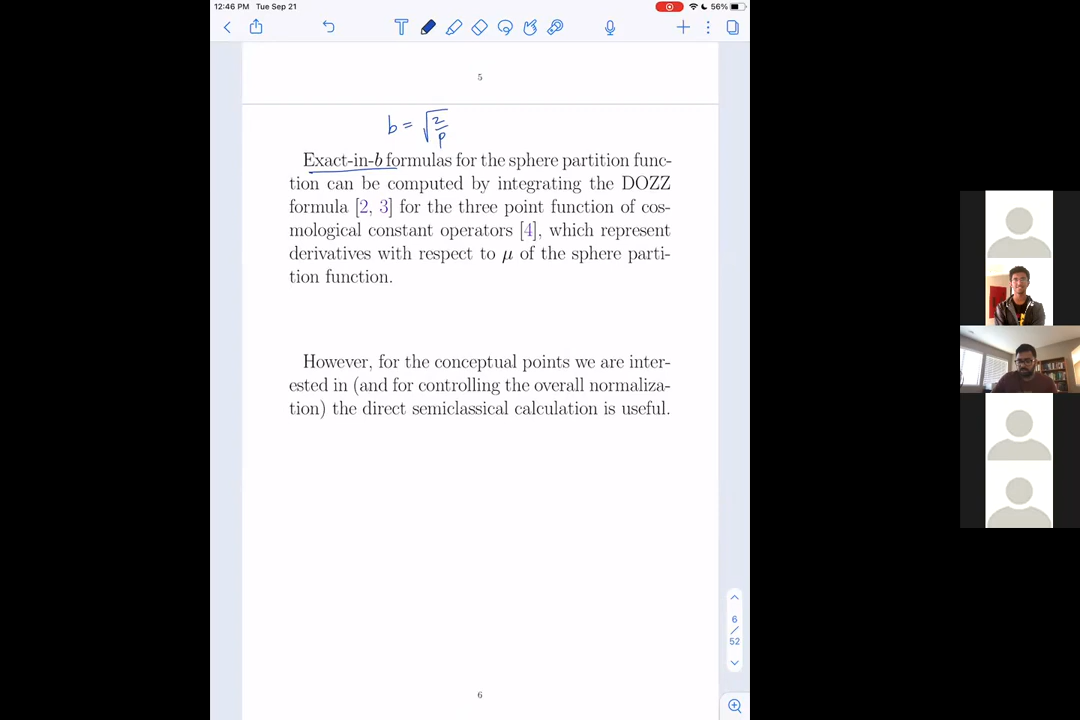 12:46 PM Tue Sep 21
56%
5
b = √2/p
Exact-in-b formulas for the sphere partition func-
tion can be computed by integrating the DOZZ
formula [2, 3] for the three point function of cos-
mological constant operators [4], which represent
derivatives with respect to μ of the sphere parti-
tion function.
However, for the conceptual points we are inter-
ested in (and for controlling the overall normaliza-
tion) the direct semiclassical calculation is useful.
6
/
52
6